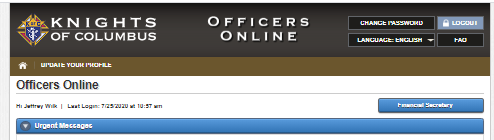 KNIGHTS
OF COLUMBUS
OFFICERS
ONLINE
CHANGE PASSWORD
LOGOUT
LANGUAGE: ENGLISH
FAQ
UPDATE YOUR PROFILE
Officers Online
Hi Jeffrey Wilk | Last Login: 7/25/2020 at 10:57 am
Financial Secretary
Urgent Messages